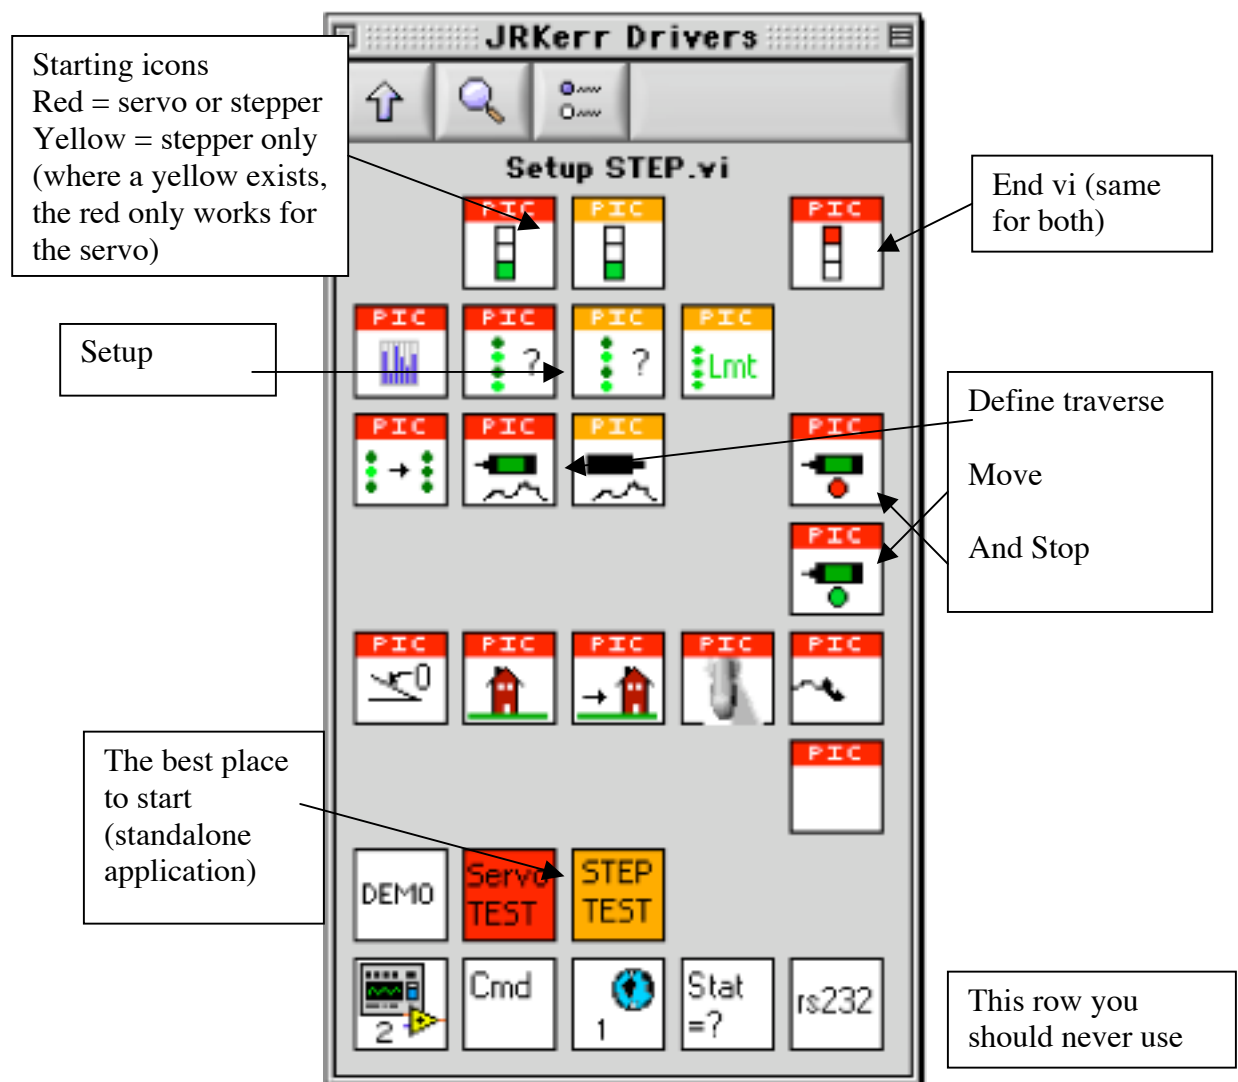 JRKerr Drivers
Starting icons
Red = servo or stepper
Yellow = stepper only
(where a yellow exists,
the red only works for
the servo)
Setup STEP.vi
End vi (same
for both)
PIC
PIC
PIC
Setup
PIC
PIC
PIC
PIC
?
?
Lmt
Define traverse
Move
And Stop
PIC
PIC
PIC
PIC
PIC
PIC
PIC
PIC
PIC
PIC
0
The best place
to start
(standalone
application)
PIC
DEMO
Servo
TEST
STEP
TEST
2
Cmd
1
Stat
=?
rs232
This row you
should never use